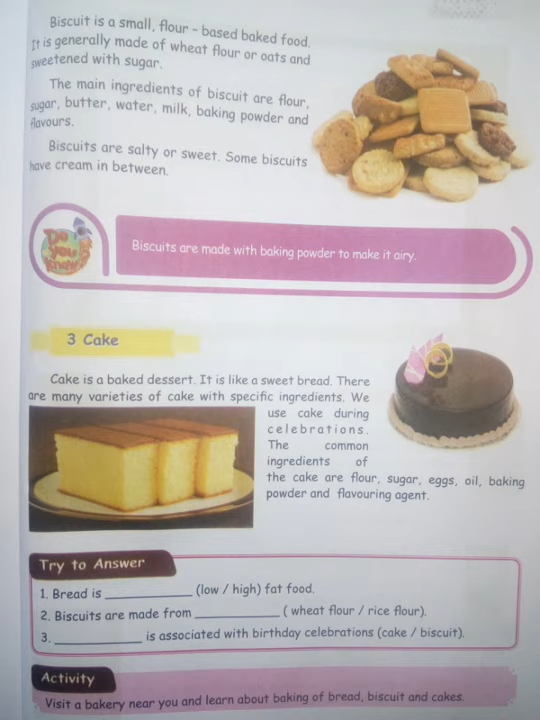 Biscuit is a small, flour - based baked food.
It is generally made of wheat flour or oats and
sweetened with sugar.
The main ingredients of biscuit are flour,
sugar, butter, water, milk, baking powder and
flavours.
Biscuits are salty or sweet. Some biscuits
have cream in between.
Do
you
know
Biscuits are made with baking powder to make it airy.
3 Cake
Cake is a baked dessert. It is like a sweet bread. There
are many varieties of cake with specific ingredients. We
use cake during
celebrations.
The common
ingredients of
the cake are flour, sugar, eggs, oil, baking
powder and flavouring agent.
Try to Answer
1. Bread is ____________ (low / high) fat food.
2. Biscuits are made from ____________ ( wheat flour / rice flour).
3. ____________ is associated with birthday celebrations (cake / biscuit).
Activity
Visit a bakery near you and learn about baking of bread, biscuit and cakes.